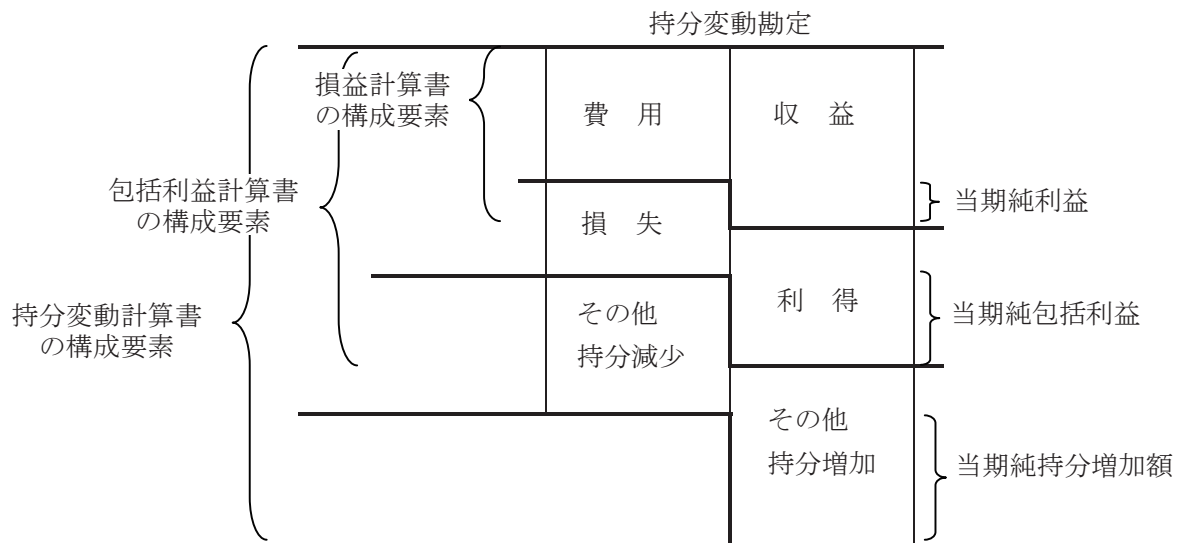 持分変動勘定
損益計算書
の構成要素
費　用
収　益
包括利益計算書
の構成要素
当期純利益
損　失
持分変動計算書
の構成要素
その他
持分減少
利　得
当期純包括利益
その他
持分増加
当期純持分増加額